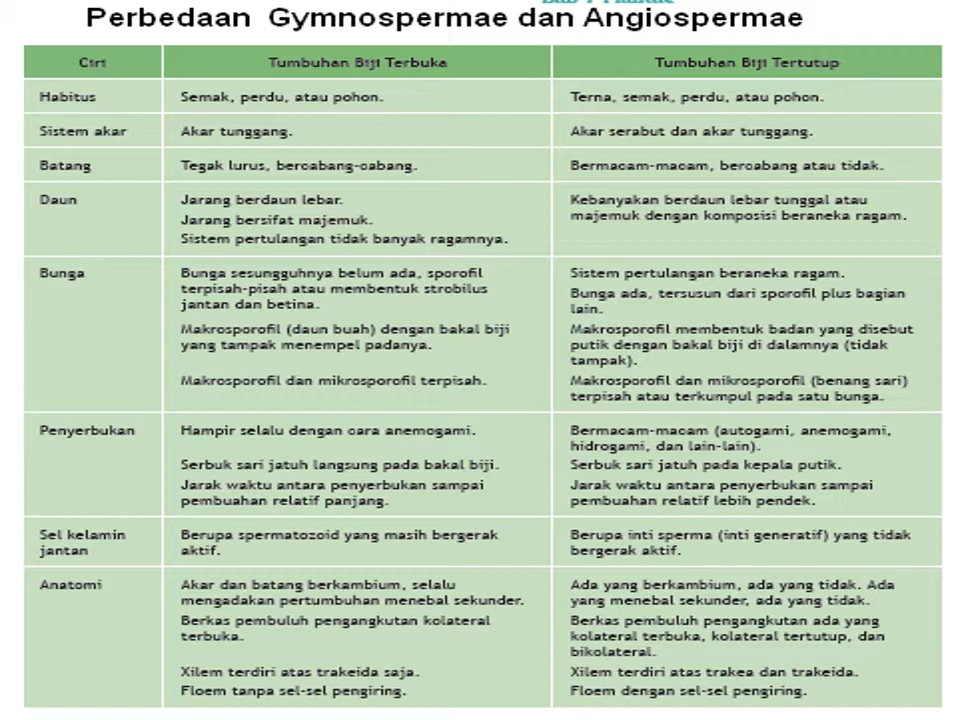 Perbedaan Gymnospermae dan Angiospermae
Ciri
Tumbuhan Biji Terbuka
Tumbuhan Biji Tertutup
Habitus
Semak, perdu, atau pohon.
Terna, semak, perdu, atau pohon.
Sistem akar
Akar tunggang.
Akar serabut dan akar tunggang.
Batang
Tegak lurus, bercabang-cabang.
Bermacam-macam, bercabang atau tidak.
Daun
Jarang berdaun lebar.
Jarang bersifat majemuk.
Sistem pertulangan tidak banyak ragamnya.
Kebanyakan berdaun lebar tunggal atau
majemuk dengan komposisi beraneka ragam.
Bunga
Bunga sesungguhnya belum ada, sporofil
terpisah-pisah atau membentuk strobilus
jantan dan betina.
Makrosporofil (daun buah) dengan bakal biji
yang tampak menempel padanya.
Makrosporofil dan mikrosporofil terpisah.
Sistem pertulangan beraneka ragam.
Bunga ada, tersusun dari sporofil plus bagian
lain.
Makrosporofil membentuk badan yang disebut
putik dengan bakal biji di dalamnya (tidak
tampak).
Makrosporofil dan mikrosporofil (benang sari)
terpisah atau terkumpul pada satu bunga.
Penyerbukan
Hampir selalu dengan cara anemogami.
Serbuk sari jatuh langsung pada bakal biji.
Jarak waktu antara penyerbukan sampai
pembuahan relatif panjang.
Bermacam-macam (autogami, anemogami,
hidrogami, dan lain-lain).
Serbuk sari jatuh pada kepala putik.
Jarak waktu antara penyerbukan sampai
pembuahan relatif lebih pendek.
Sel kelamin
jantan
Berupa spermatozoid yang masih bergerak
aktif.
Berupa inti sperma (inti generatif) yang tidak
bergerak aktif.
Anatomi
Akar dan batang berkambium, selalu
mengadakan pertumbuhan menebal sekunder.
Berkas pembuluh pengangkutan kolateral
terbuka.
Xilem terdiri atas trakeida saja.
Floem tanpa sel-sel pengiring.
Ada yang berkambium, ada yang tidak. Ada
yang menebal sekunder, ada yang tidak.
Berkas pembuluh pengangkutan ada yang
kolateral terbuka, kolateral tertutup, dan
bikolateral.
Xilem terdiri atas trakea dan trakeida.
Floem dengan sel-sel pengiring.